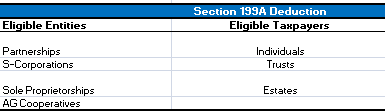 Section 199A Deduction
Eligible Entities Eligible Taxpayers
Partnerships Individuals
S-Corporations Trusts
Sole Proprietorships Estates
AG Cooperatives